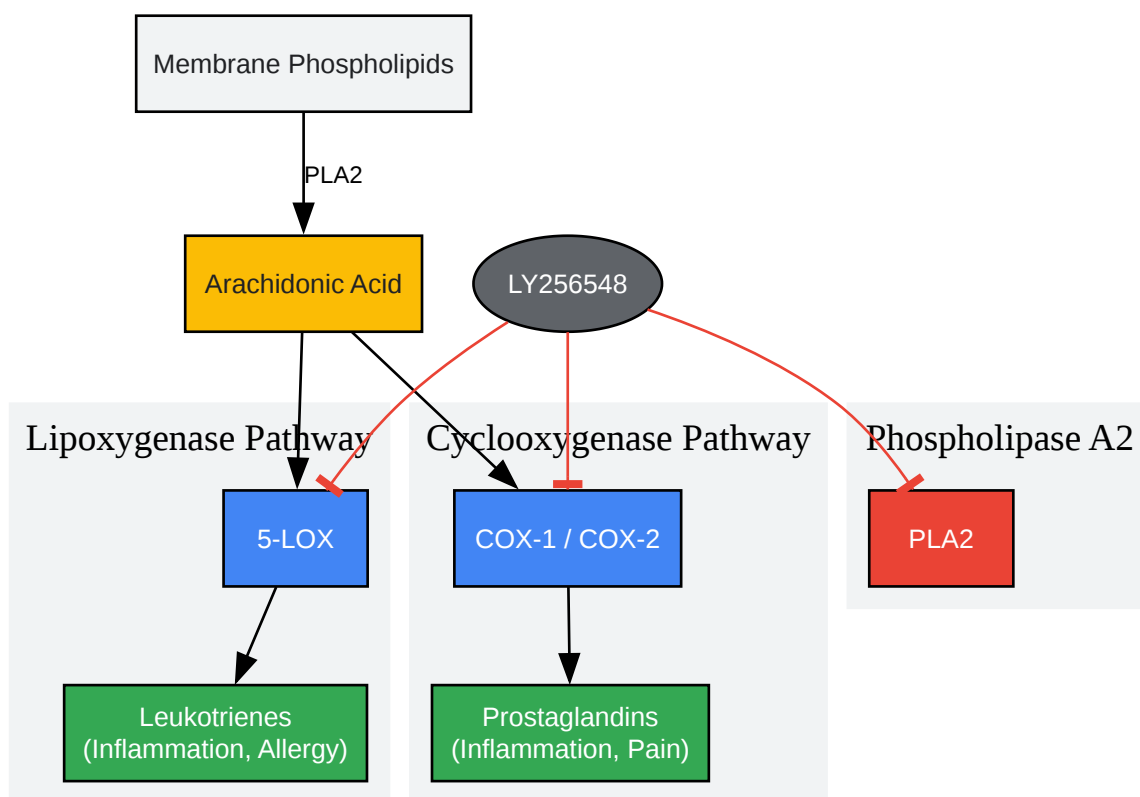 Membrane Phospholipids
PLA2
Arachidonic Acid
LY256548
Lipoxygenase Pathway
Cyclooxygenase Pathway
Phospholipase A2
5-LOX
COX-1 / COX-2
PLA2
Leukotrienes
(Inflammation, Allergy)
Prostaglandins
(Inflammation, Pain)